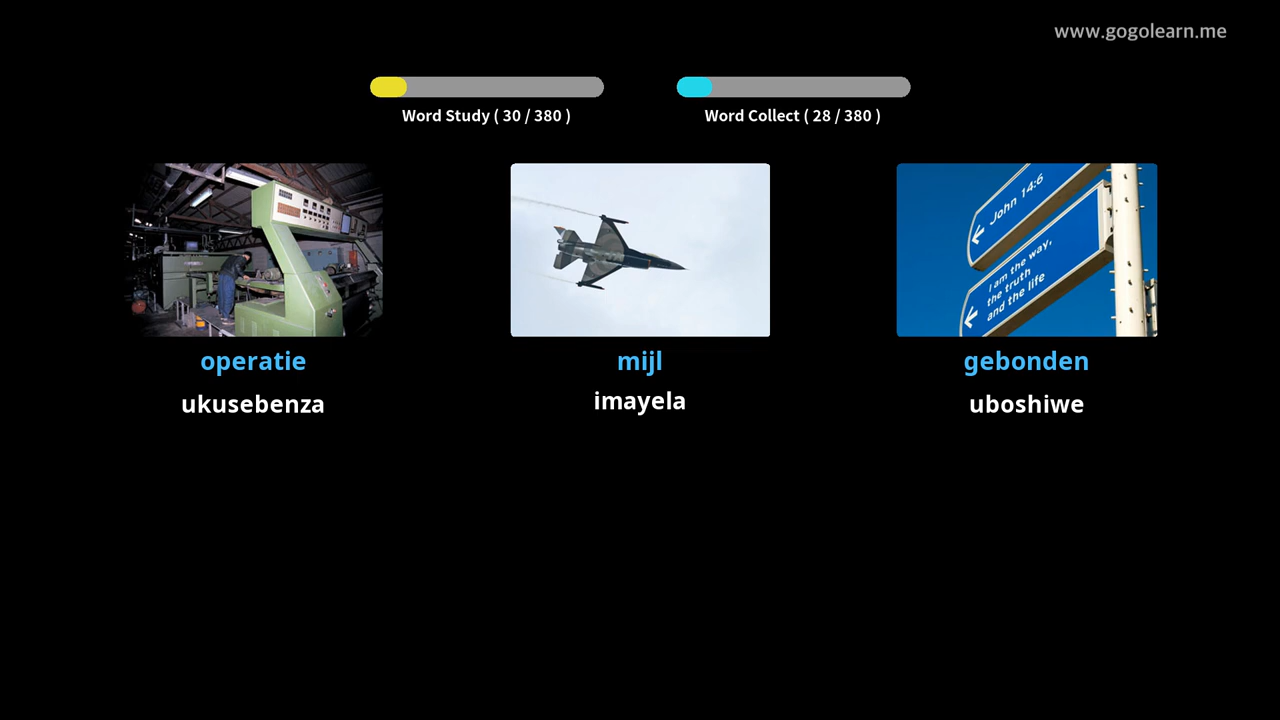 www.gogolearn.me
Word Study ( 30 / 380 )
Word Collect ( 28 / 380 )
John 14:6
I am the way,
the truth
and the life
operatie
mijl
gebonden
ukusebenza
imayela
uboshiwe